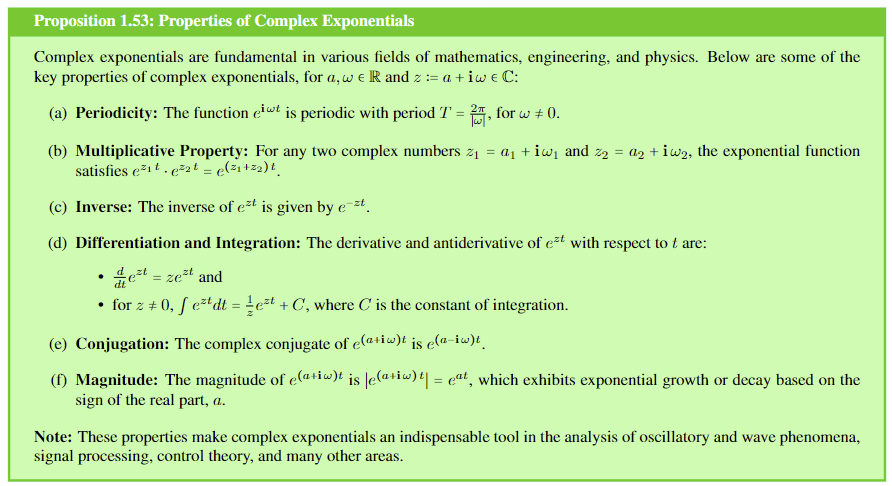 Proposition 1.53: Properties of Complex Exponentials
Complex exponentials are fundamental in various fields of mathematics, engineering, and physics. Below are some of the
key properties of complex exponentials, for $a, \omega \in \mathbb{R}$ and $z := a + \mathbf{i}\omega \in \mathbb{C}$:
(a) Periodicity: The function $e^{\mathbf{i}\omega t}$ is periodic with period $T = \frac{2\pi}{|\omega|}$, for $\omega \neq 0$.
(b) Multiplicative Property: For any two complex numbers $z_1 = a_1 + \mathbf{i}\omega_1$ and $z_2 = a_2 + \mathbf{i}\omega_2$, the exponential function
satisfies $e^{z_1 t} \cdot e^{z_2 t} = e^{(z_1+z_2)t}$.
(c) Inverse: The inverse of $e^{zt}$ is given by $e^{-zt}$.
(d) Differentiation and Integration: The derivative and antiderivative of $e^{zt}$ with respect to $t$ are:
• $\frac{d}{dt}e^{zt} = ze^{zt}$ and
• for $z \neq 0$, $\int e^{zt}dt = \frac{1}{z}e^{zt} + C$, where $C$ is the constant of integration.
(e) Conjugation: The complex conjugate of $e^{(a+\mathbf{i}\omega)t}$ is $e^{(a-\mathbf{i}\omega)t}$.
(f) Magnitude: The magnitude of $e^{(a+\mathbf{i}\omega)t}$ is $|e^{(a+\mathbf{i}\omega)t}| = e^{at}$, which exhibits exponential growth or decay based on the
sign of the real part, $a$.
Note: These properties make complex exponentials an indispensable tool in the analysis of oscillatory and wave phenomena,
signal processing, control theory, and many other areas.